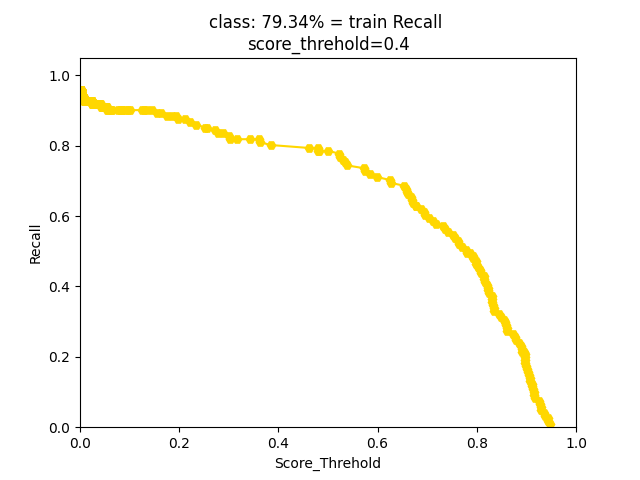 class: 79.34% = train Recall
score_threhold=0.4
1.0
0.8
0.6
0.4
0.2
0.0
Recall
0.0 0.2 0.4 0.6 0.8 1.0
Score_Threhold